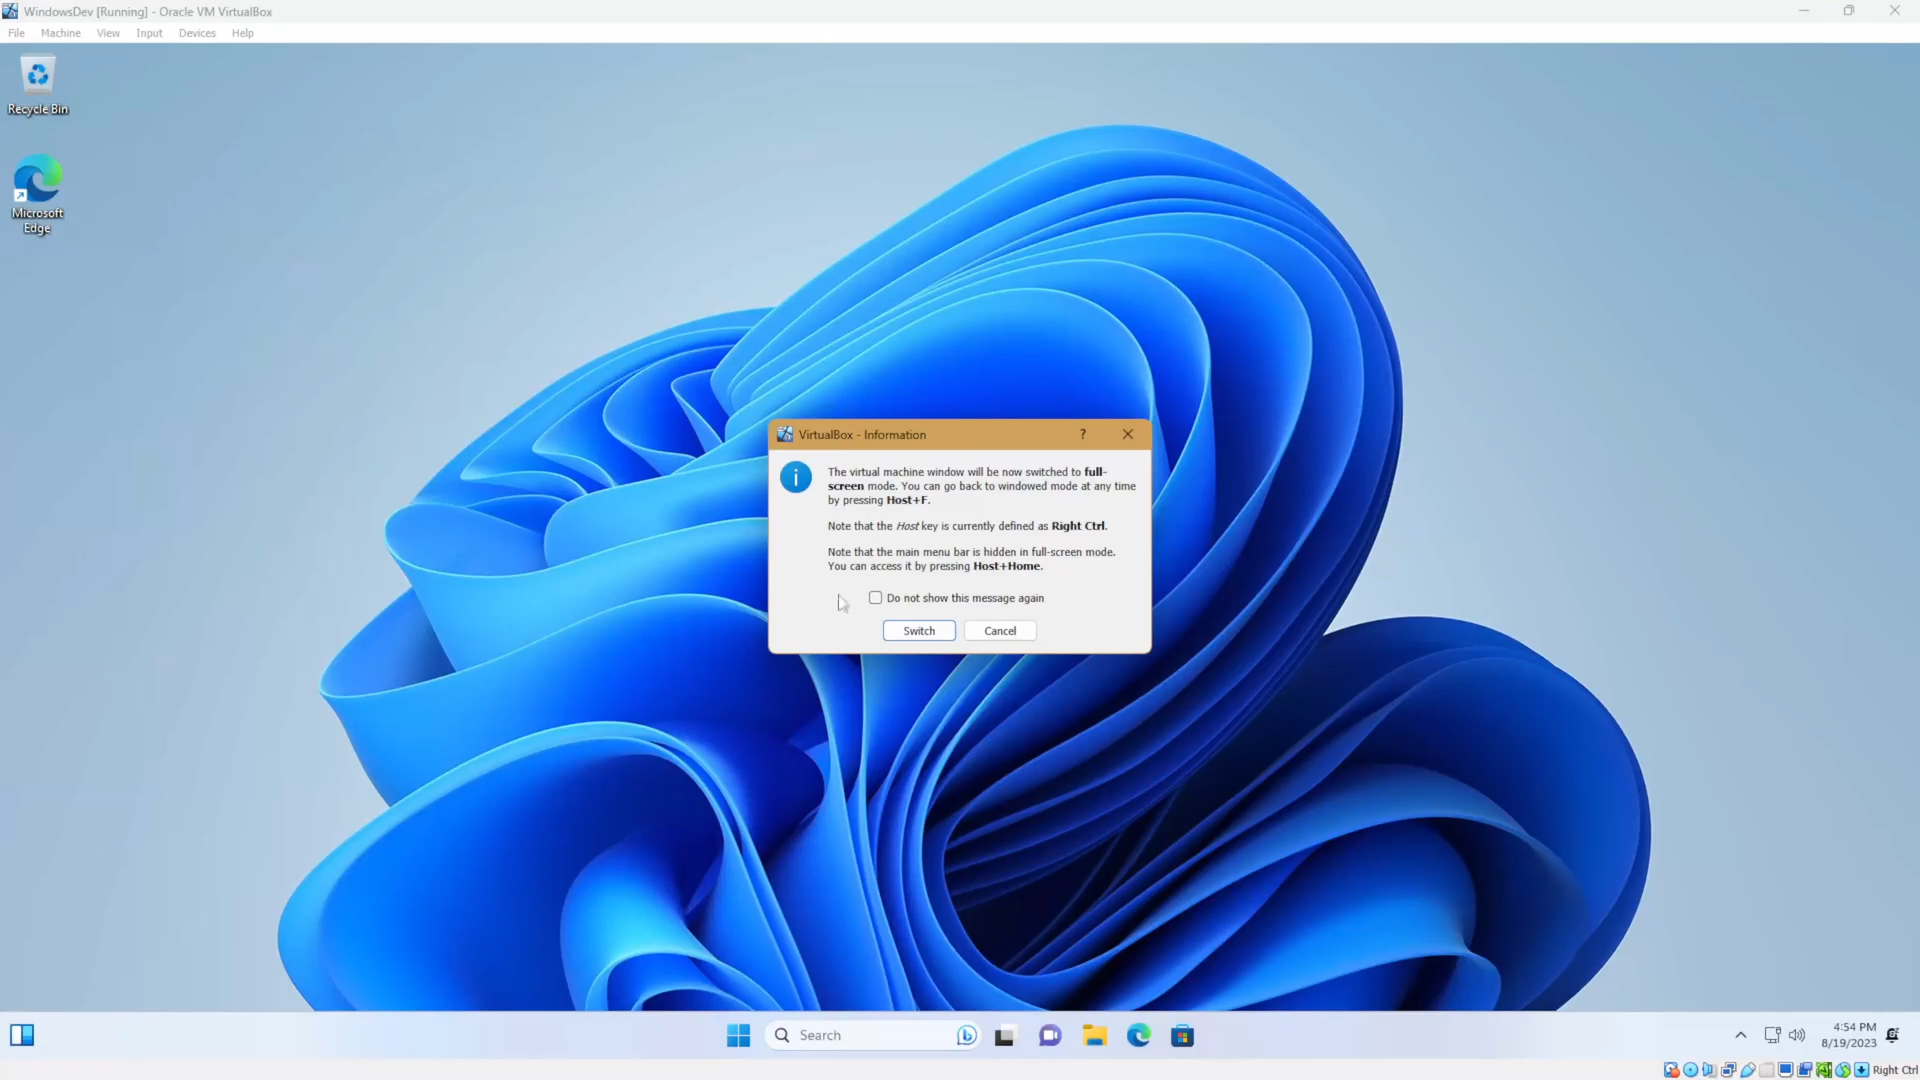 WindowsDev [Running] - Oracle VM VirtualBox
File Machine View Input Devices Help
Recycle Bin
Microsoft
Edge
VirtualBox - Information
?
The virtual machine window will be now switched to full-
screen mode. You can go back to windowed mode at any time
by pressing Host+F.
Note that the Host key is currently defined as Right Ctrl.
Note that the main menu bar is hidden in full-screen mode.
You can access it by pressing Host+Home.
Do not show this message again
Switch Cancel
Search
4:54 PM
8/19/2023
Right Ctrl